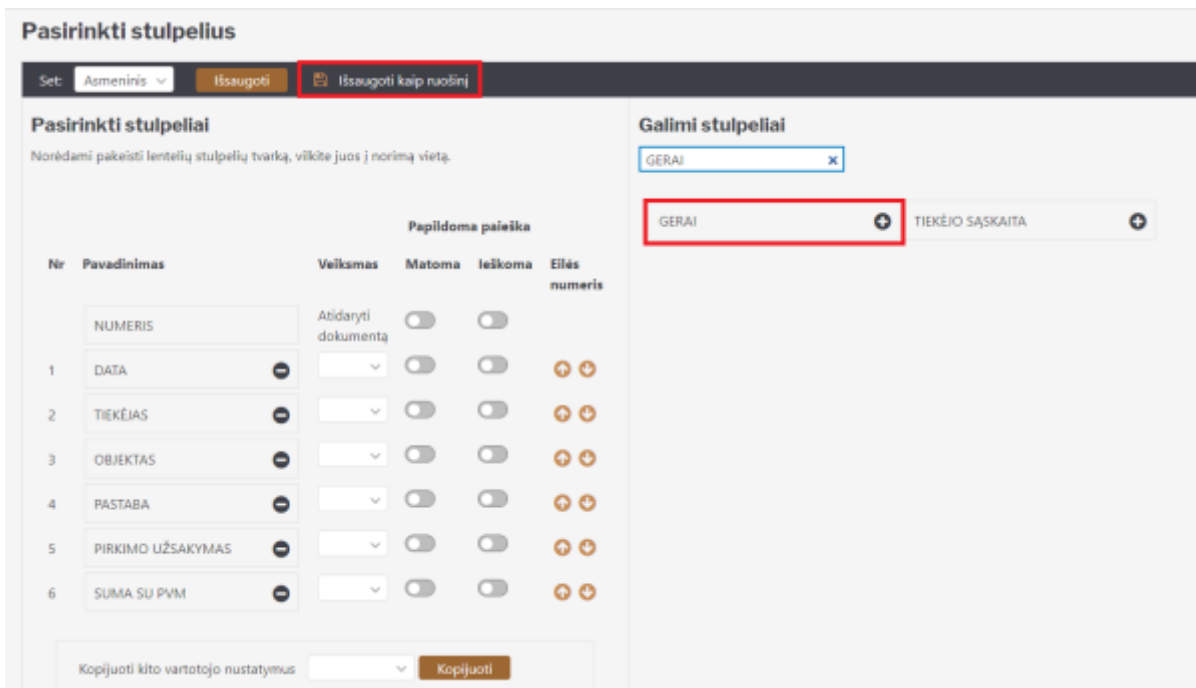 Pasirinkti stulpelius
Set: Asmeninis Išsaugoti Išsaugoti kaip ruošinį
Pasirinkti stulpeliai
Norėdami pakeisti lentelių stulpelių tvarką, vilkite juos į norimą vietą.
Papildoma paieška
Nr Pavadinimas Veiksmas Matoma Ieškoma Eilės numeris
NUMERIS Atidaryti dokumentą
1 DATA
2 TIEKĖJAS
3 OBJEKTAS
4 PASTABA
5 PIRKIMO UŽSAKYMAS
6 SUMA SU PVM
Kopijuoti kito vartotojo nustatymus Kopijuoti
Galimi stulpeliai
GERAI
GERAI TIEKĖJO SĄSKAITA